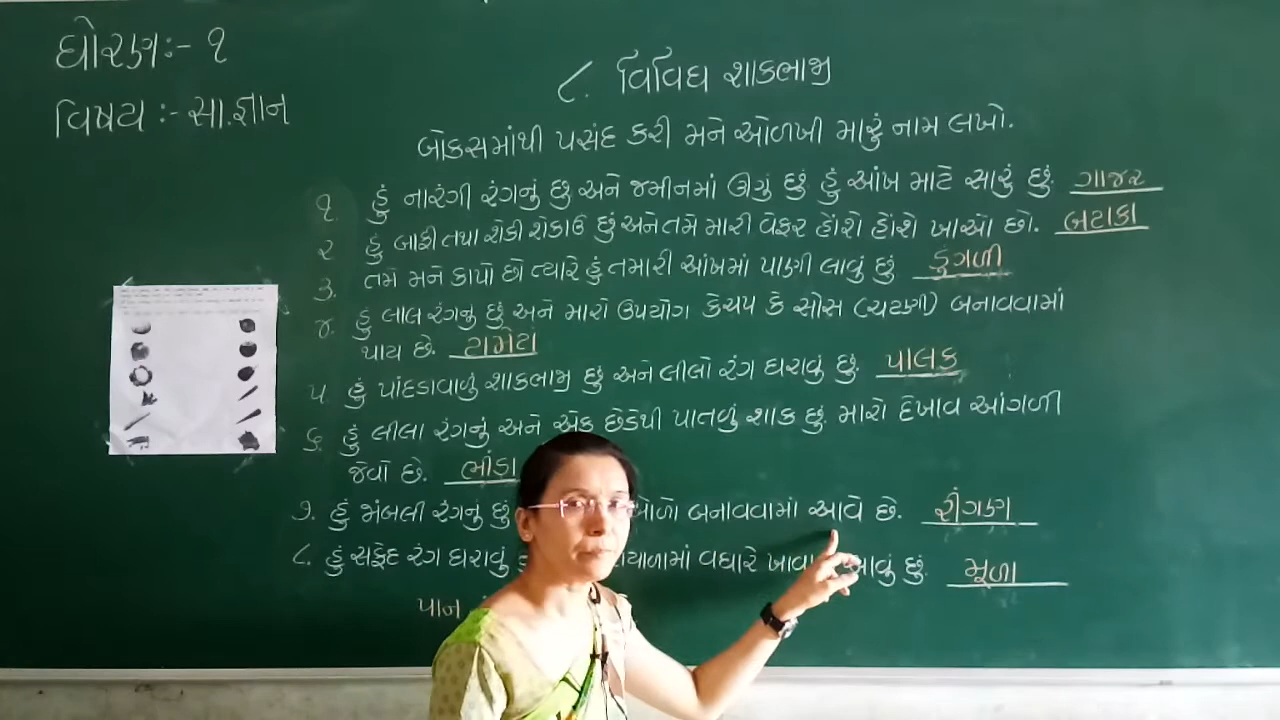 ધોરણ:- ૧
વિષય :- સા.જ્ઞાન
૮. વિવિધ શાકભાજી
બોકસમાંથી પસંદ કરી મને ઓળખી મારું નામ લખો.
૧. હું નારંગી રંગનું છું અને જમીનમાં ઊગું છું. હું આંખ માટે સારું છું. ગાજર
૨ હું બાફી તથા શેકી શેકાઉ છું અને તમે મારી વેફર હોંશે હોંશે ખાઓ છો. બટાકા
૩. તમે મને કાપો છો ત્યારે હું તમારી આંખમાં પાણી લાવું છું. ડુંગળી
૪. હું લાલ રંગનું છું અને મારો ઉપયોગ કેચપ કે સોસ (ચટણી) બનાવવામાં
થાય છે. ટામેટાં
૫ હું પાંદડાવાળું શાકભાજી છું અને લીલો રંગ ધરાવું છું. પાલક
૬. હું લીલા રંગનું અને એક છેડેથી પાતળું શાક છું. મારો દેખાવ આંગળી
જેવો છે. ભીંડા
૭. હું જાંબલી રંગનું છું બનાવવામાં આવે છે. રીંગણ
૮. હું સફેદ રંગ ધરાવું વધારે આવું છું. મૂળા
પાન